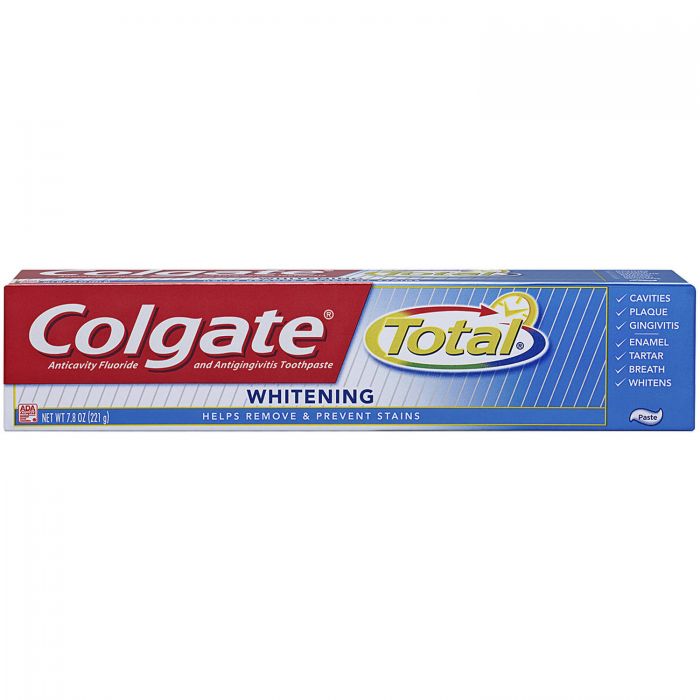 Colgate®
Anticavity Fluoride and Antigingivitis Toothpaste
Total®
WHITENING
HELPS REMOVE & PREVENT STAINS
ADA
NET WT 7.8 OZ (221 g)
✓ CAVITIES
✓ PLAQUE
✓ GINGIVITIS
✓ ENAMEL
✓ TARTAR
✓ BREATH
✓ WHITENS
Paste